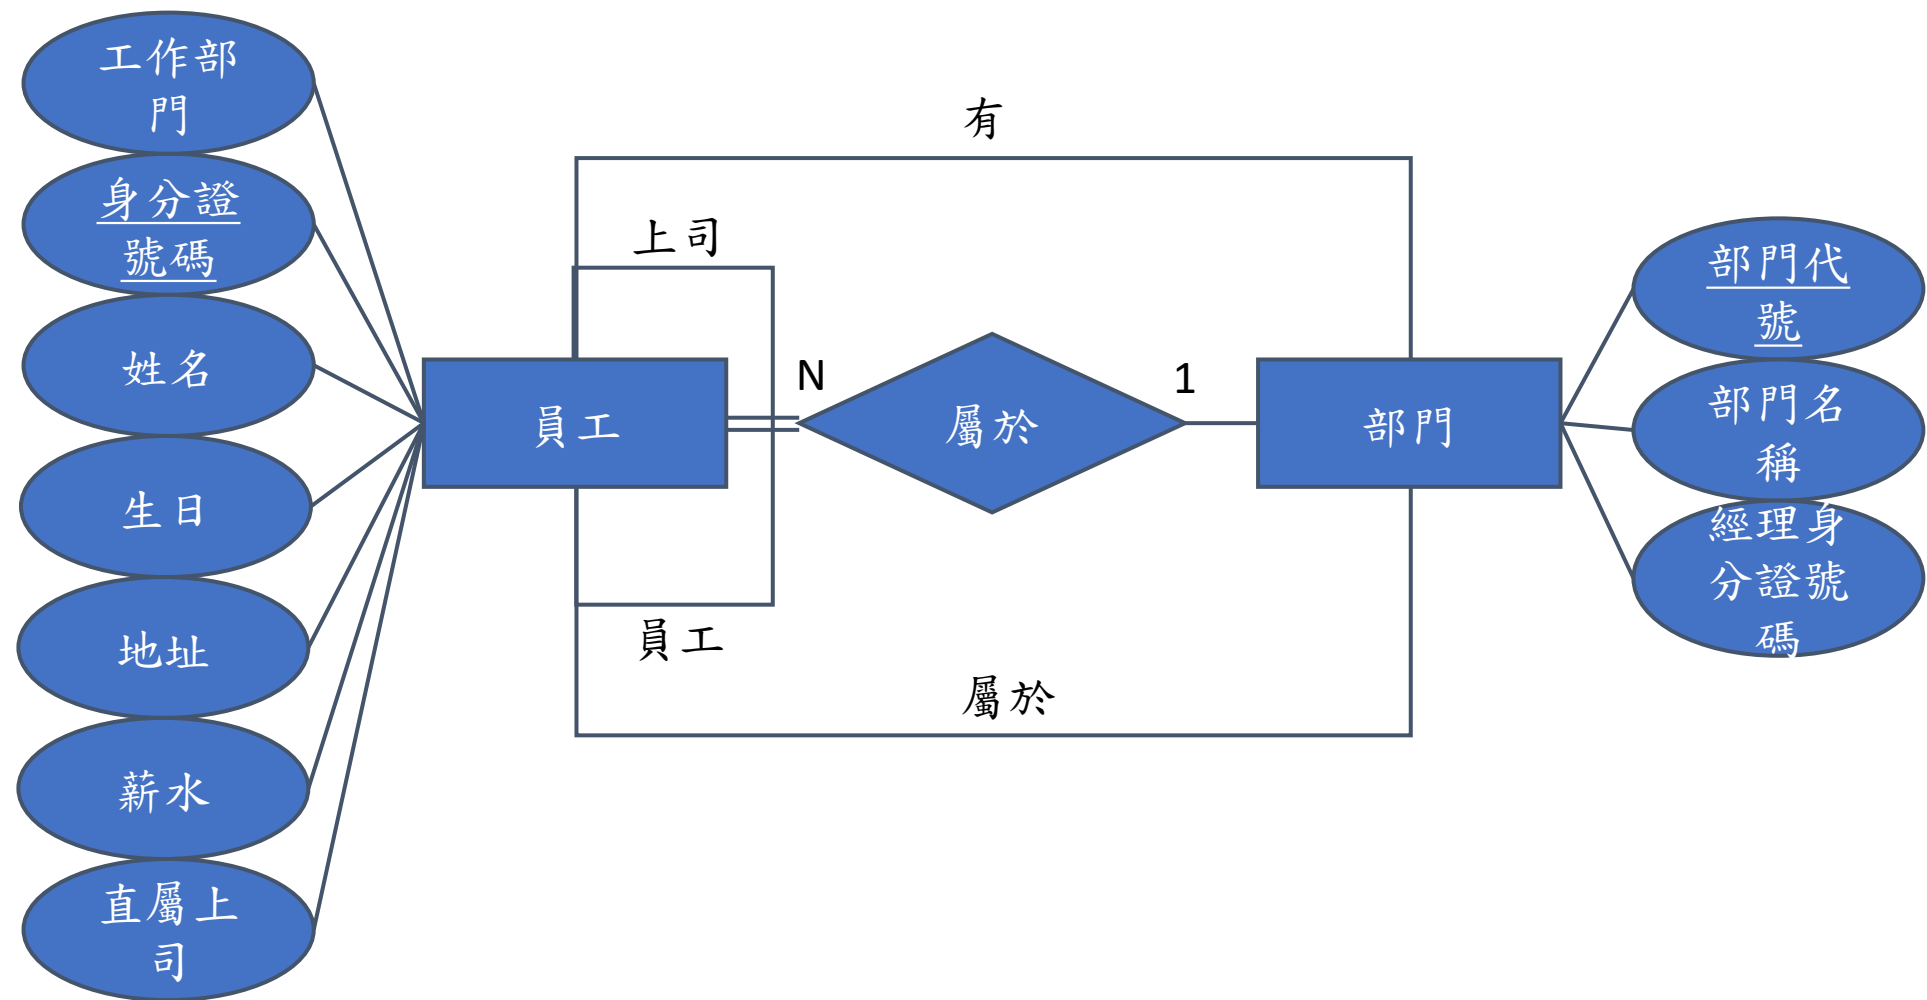 工作部
門
身分證
號碼
姓名
生日
地址
薪水
直屬上
司
有
上司
員工
N
屬於
1
部門
員工
屬於
部門代
號
部門名
稱
經理身
分證號
碼